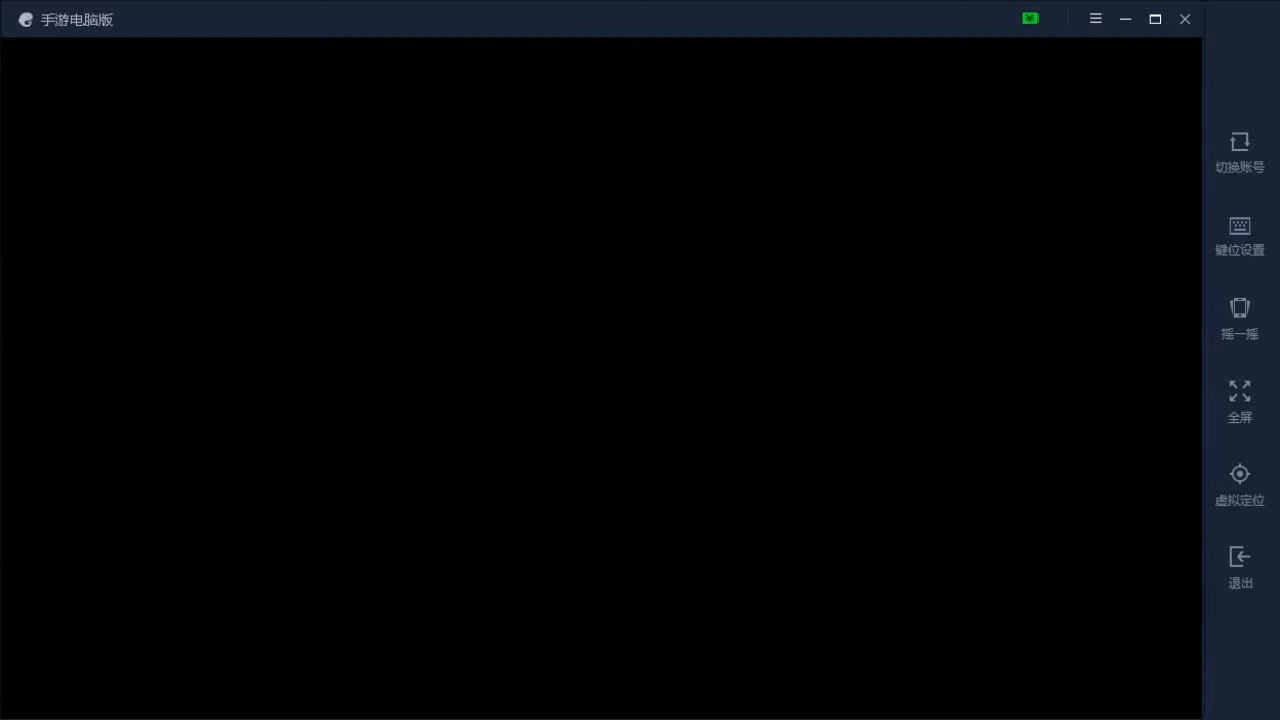 手游电脑版
切换账号
键位设置
摇一摇
全屏
虚拟定位
退出